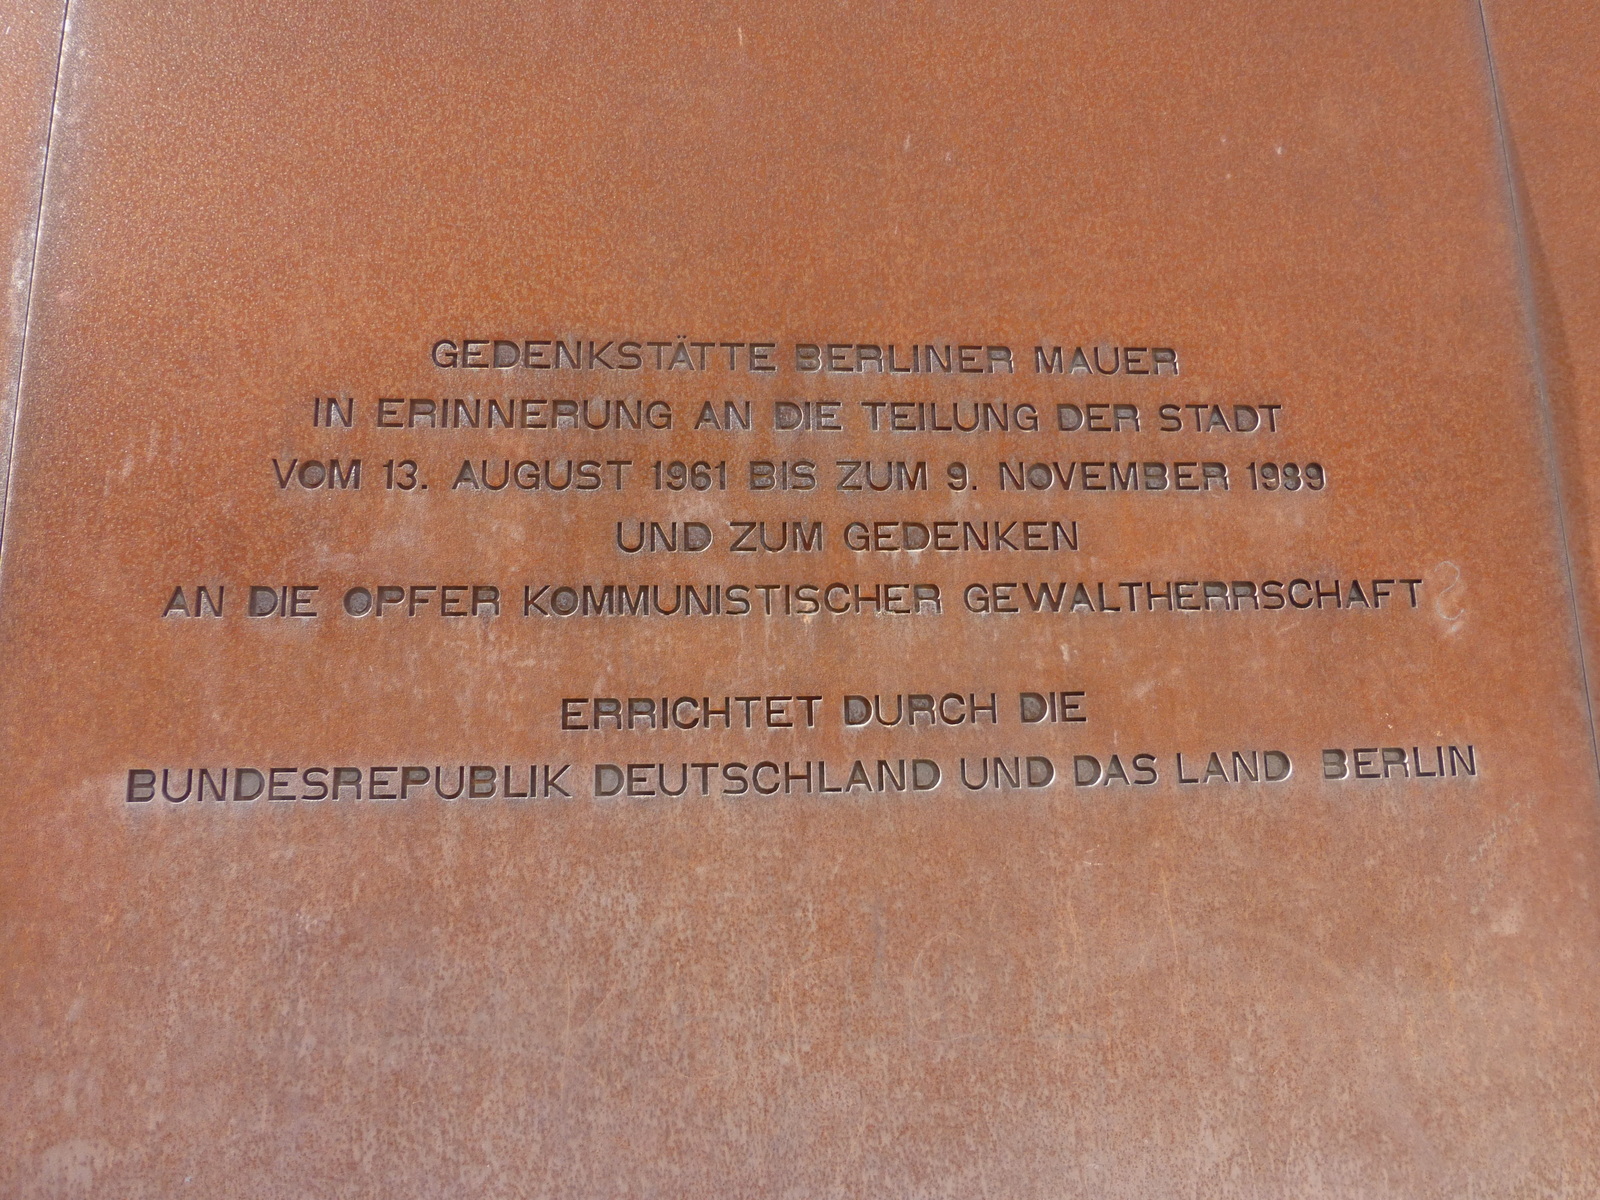 GEDENKSTÄTTE BERLINER MAUER
IN ERINNERUNG AN DIE TEILUNG DER STADT
VOM 13. AUGUST 1961 BIS ZUM 9. NOVEMBER 1989
UND ZUM GEDENKEN
AN DIE OPFER KOMMUNISTISCHER GEWALTHERRSCHAFT
ERRICHTET DURCH DIE
BUNDESREPUBLIK DEUTSCHLAND UND DAS LAND BERLIN